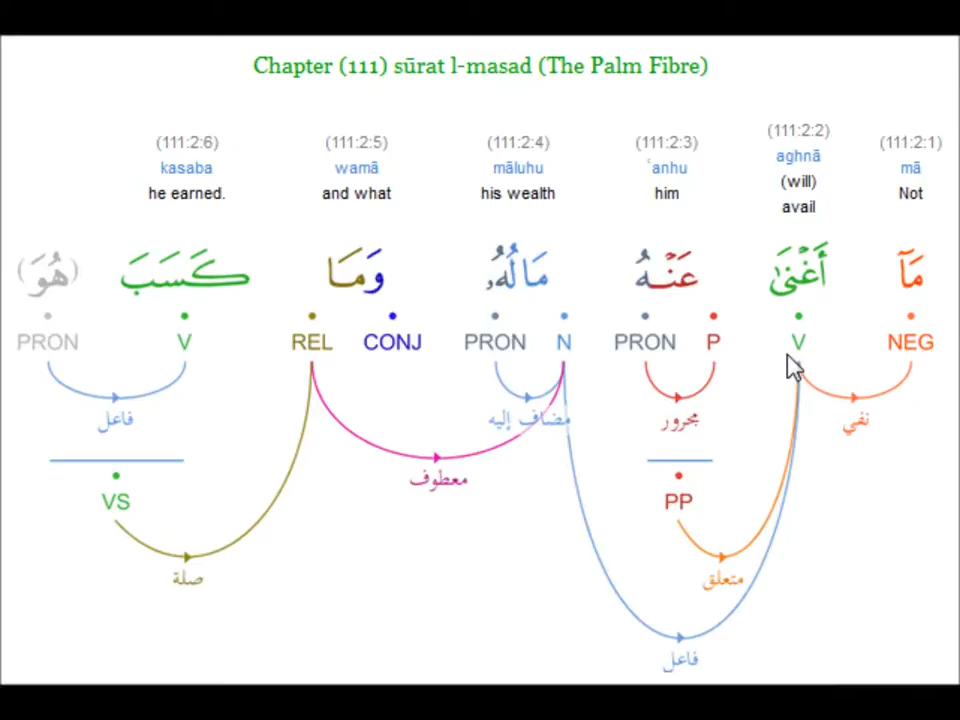 Chapter (111) sūrat l-masad (The Palm Fibre)
(111:2:6) (111:2:5) (111:2:4) (111:2:3) (111:2:2) (111:2:1)
kasaba wamā māluhu ʿanhu aghnā mā
he earned. and what his wealth him (will) avail Not
مَآ أَغْنَىٰ عَنْهُ مَالُهُۥ وَمَا كَسَبَ (هُوَ)
PRON V REL CONJ PRON N PRON P V NEG
فاعل مضاف إليه مجرور نفي
معطوف
VS PP
صلة متعلق
فاعل